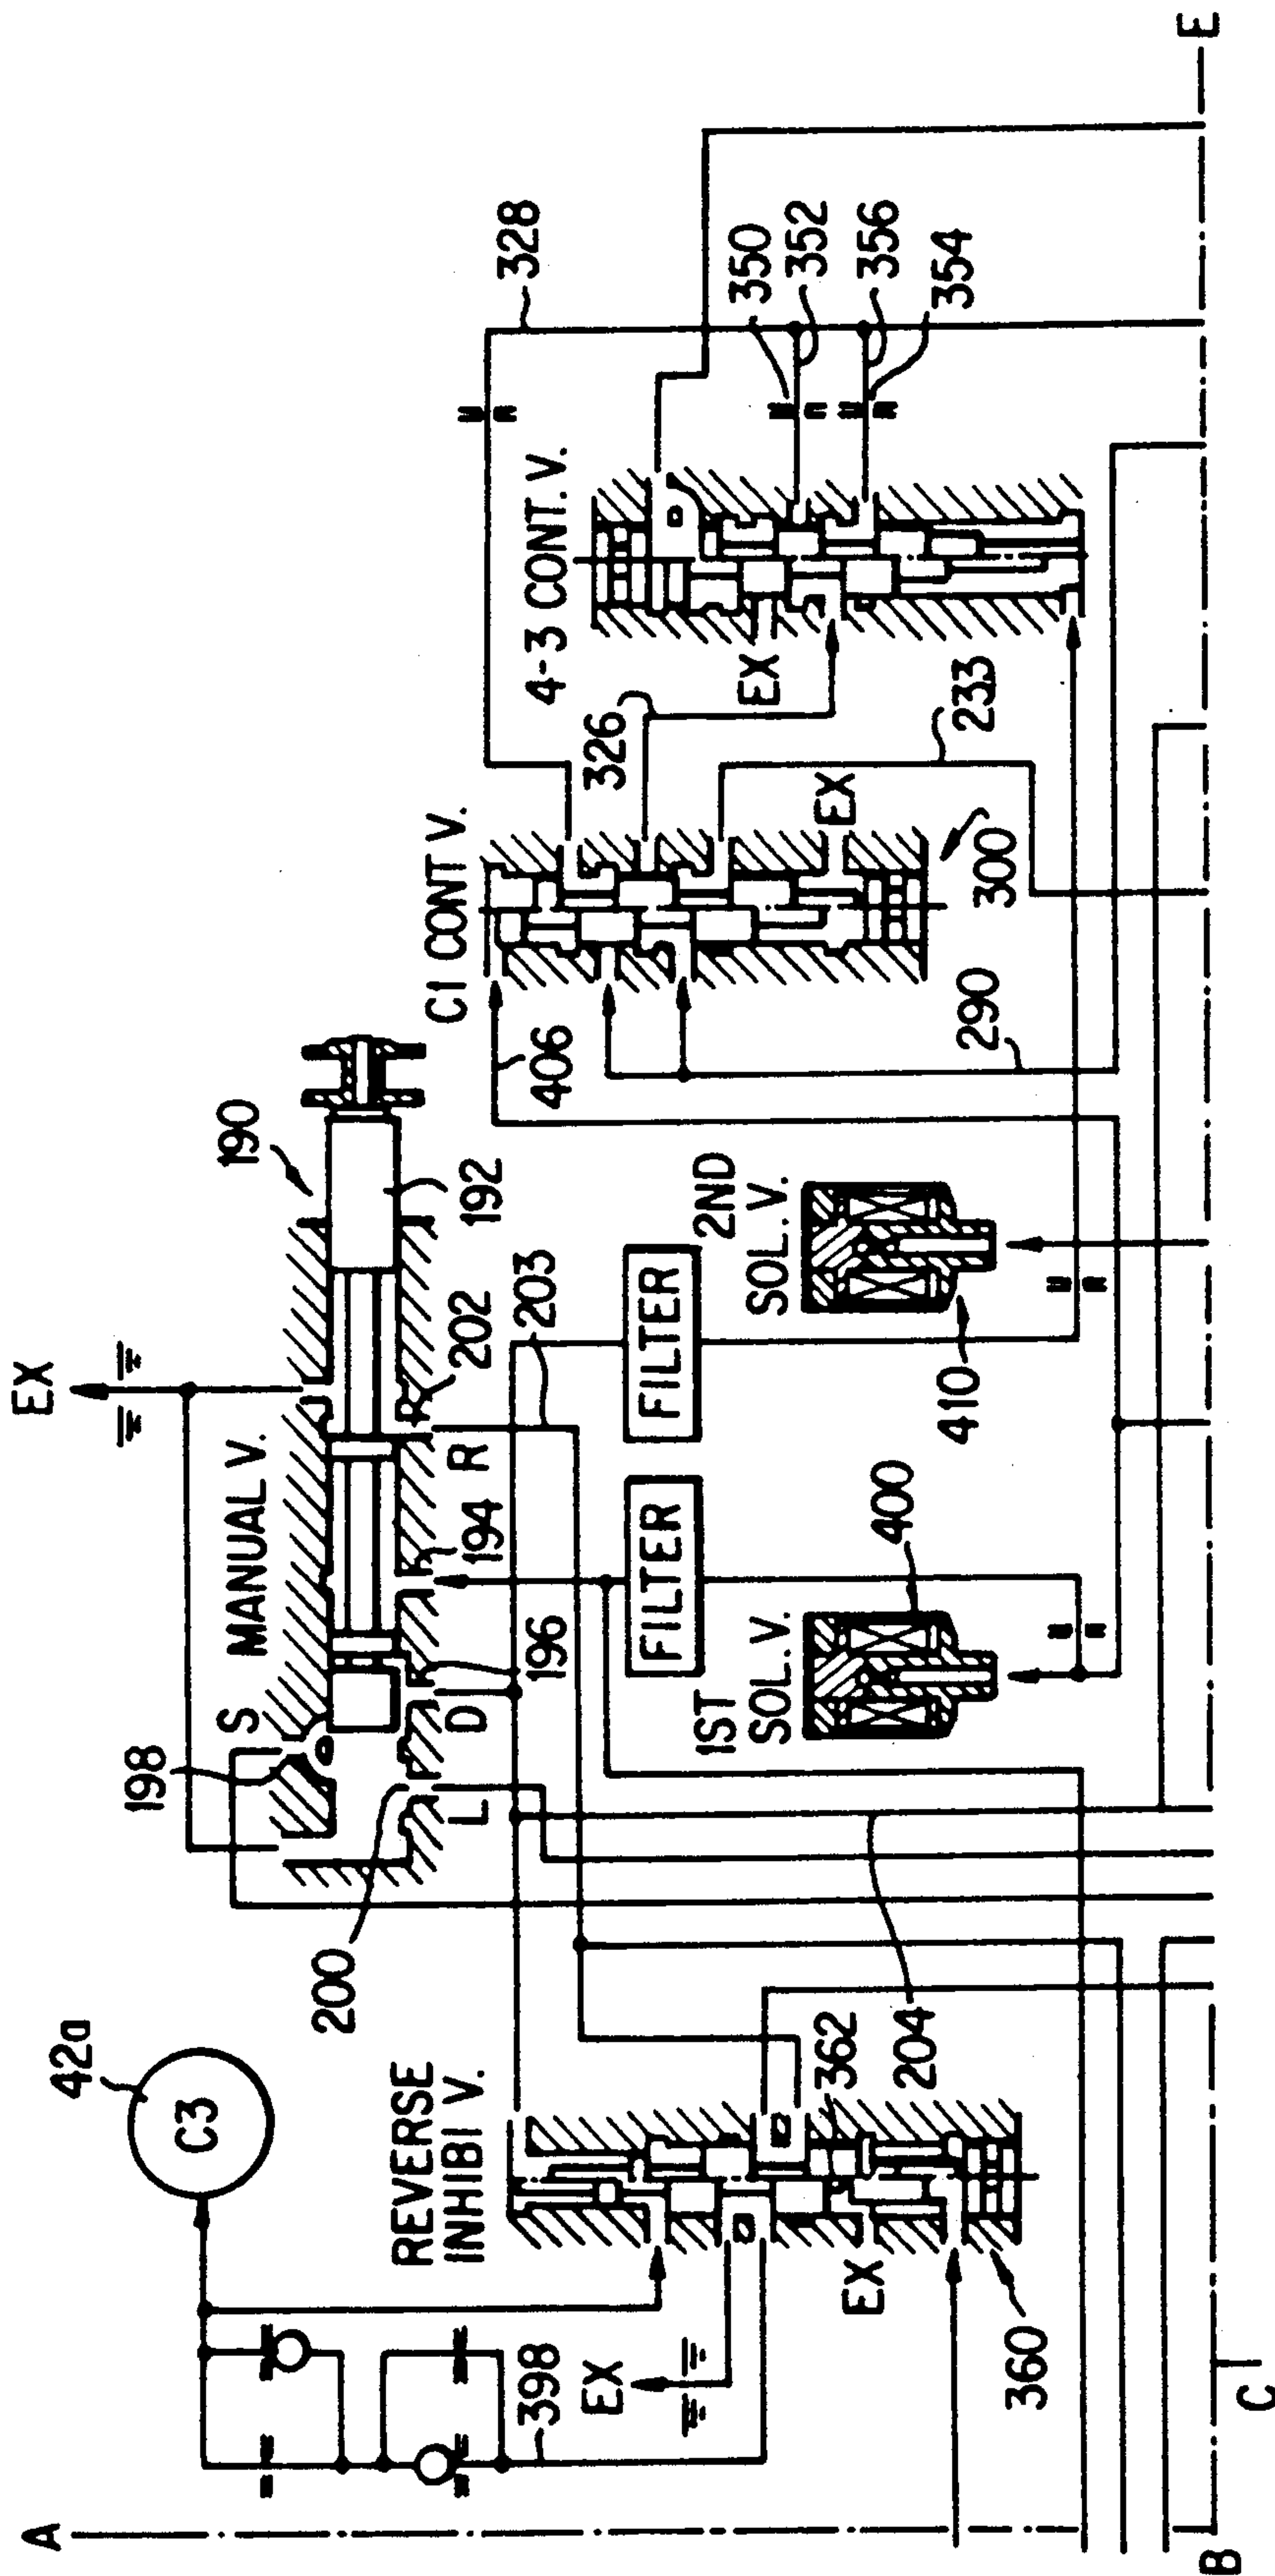 A
B
C
E
42a
C3
398
EX
REVERSE
INHIBI V.
EX
360
362
204
200
198
S
L
D
196
MANUAL V.
EX
194
R
202
203
190
192
1ST
SOL. V.
400
FILTER
FILTER
2ND
SOL. V.
410
C1 CONT V.
406
290
300
EX
326
233
4-3 CONT. V.
EX
328
350
352
356
354